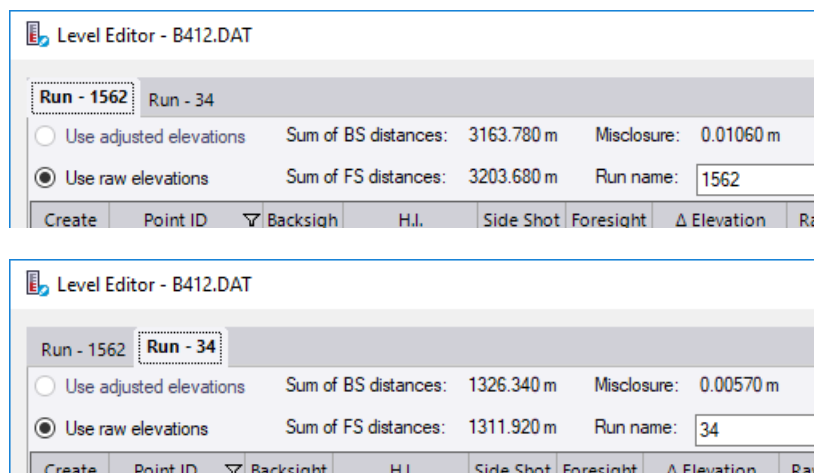 Level Editor - B412.DAT
Run - 1562 Run - 34
Use adjusted elevations Sum of BS distances: 3163.780 m Misclosure: 0.01060 m
Use raw elevations Sum of FS distances: 3203.680 m Run name: 1562
Create Point ID Backsigh H.I. Side Shot Foresight Δ Elevation Ra
Level Editor - B412.DAT
Run - 1562 Run - 34
Use adjusted elevations Sum of BS distances: 1326.340 m Misclosure: 0.00570 m
Use raw elevations Sum of FS distances: 1311.920 m Run name: 34
Create Point ID Backsight H.I. Side Shot Foresight Δ Elevation Ra